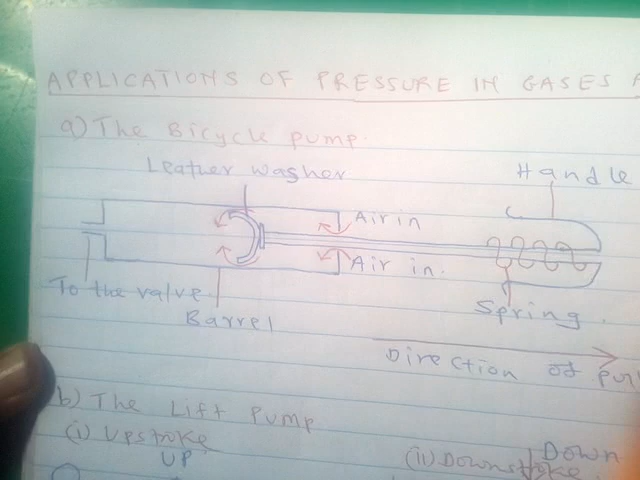 APPLICATIONS OF PRESSURE IN GASES
a) The Bicycle pump.
Leather washer
Handle
Air in
Air in.
To the valve
Barrel
Spring.
Direction of
b) The Lift pump
(i) Upstroke
(ii) Downstroke
UP
Down